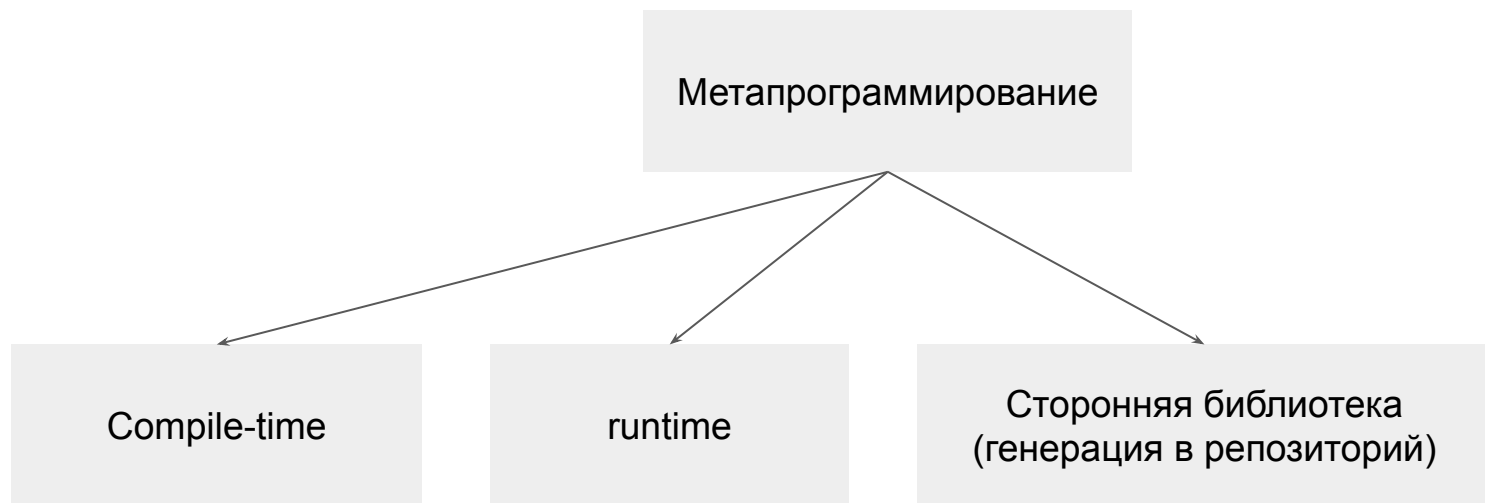 Метапрограммирование
Compile-time
runtime
Сторонняя библиотека
(генерация в репозиторий)